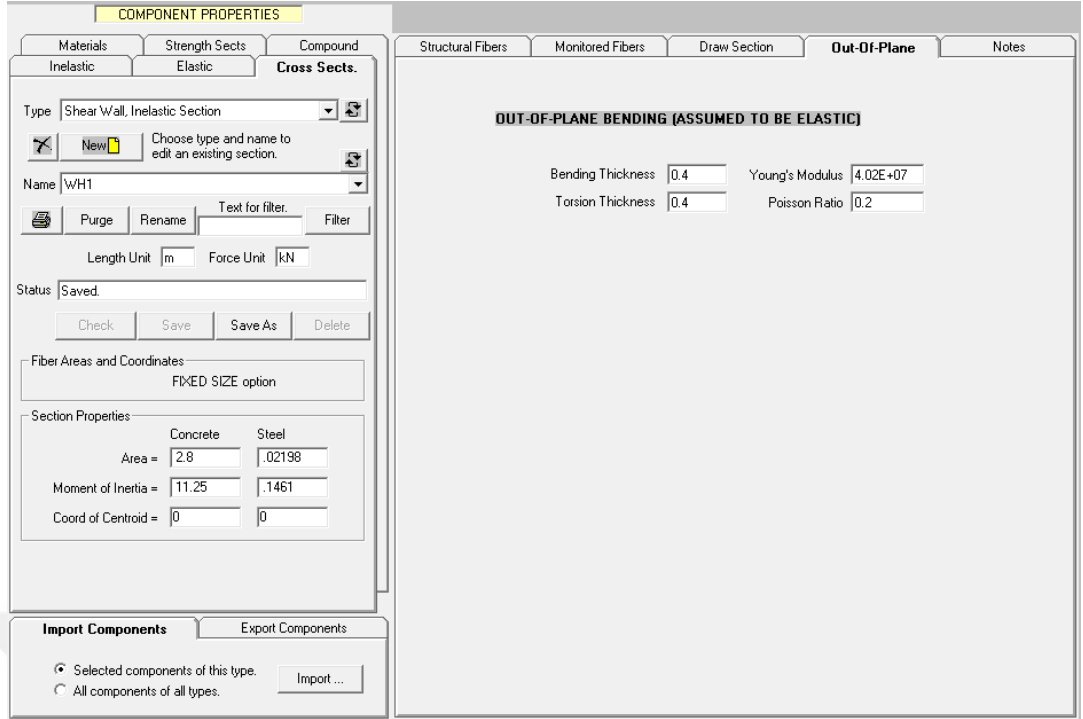 COMPONENT PROPERTIES
Materials Strength Sects Compound
Inelastic Elastic Cross Sects.
Type Shear Wall, Inelastic Section
New Choose type and name to
edit an existing section.
Name WH1
Purge Rename Text for filter. Filter
Length Unit m Force Unit kN
Status Saved.
Check Save Save As Delete
Fiber Areas and Coordinates
FIXED SIZE option
Section Properties
Concrete Steel
Area = 2.8 .02198
Moment of Inertia = 11.25 .1461
Coord of Centroid = 0 0
Import Components Export Components
Selected components of this type.
All components of all types.
Import ...
Structural Fibers Monitored Fibers Draw Section Out-Of-Plane Notes
OUT-OF-PLANE BENDING (ASSUMED TO BE ELASTIC)
Bending Thickness 0.4 Young's Modulus 4.02E+07
Torsion Thickness 0.4 Poisson Ratio 0.2